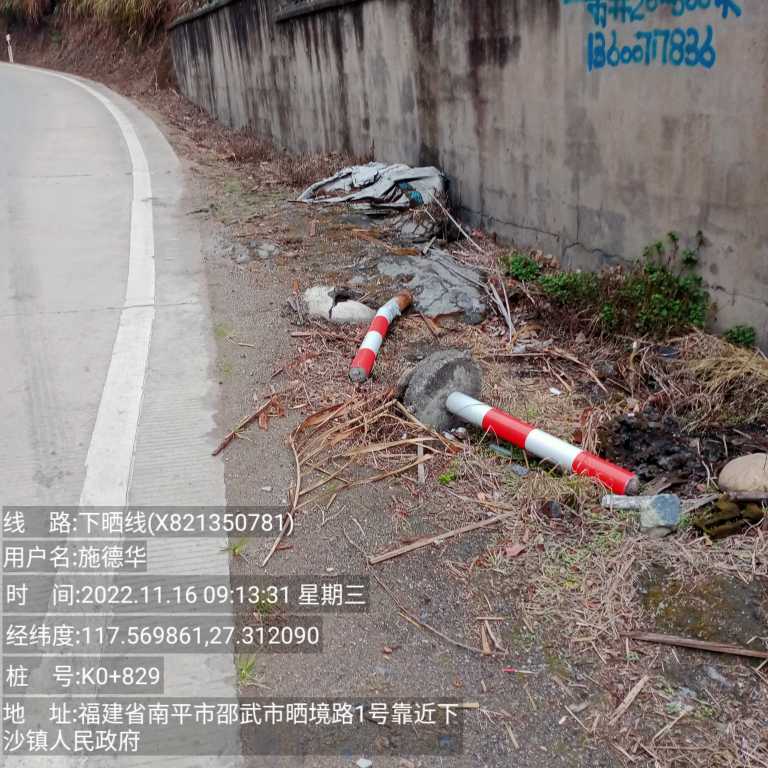 13600717836
线 路:下晒线(X821350781)
用户名:施德华
时 间:2022.11.16 09:13:31 星期三
经纬度:117.569861,27.312090
桩 号:K0+829
地 址:福建省南平市邵武市晒境路1号靠近下
沙镇人民政府